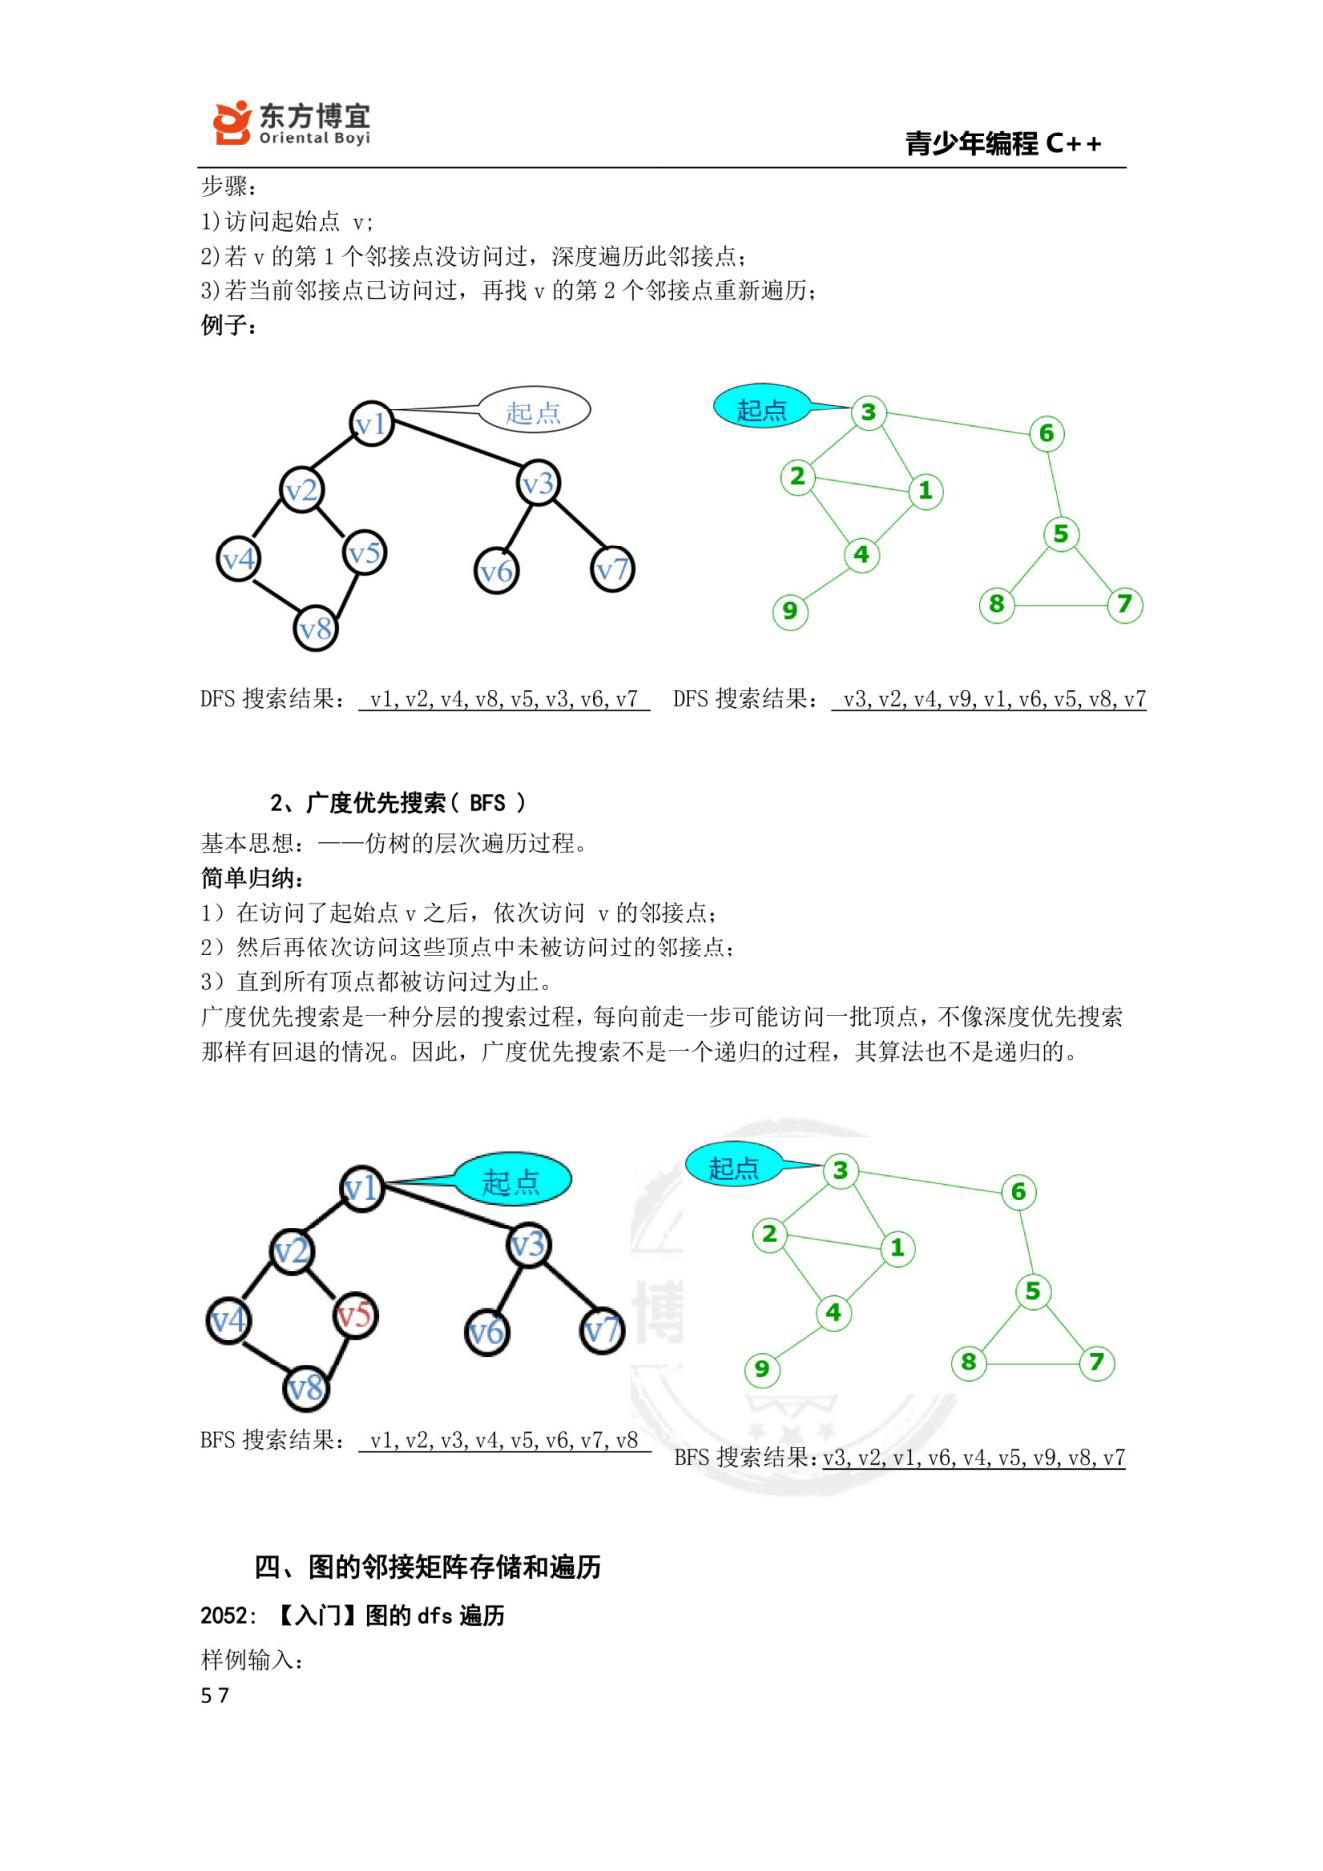 东方博宜
Oriental Boyi
青少年编程 C++
步骤：
1)访问起始点 v;
2)若 v 的第 1 个邻接点没访问过，深度遍历此邻接点；
3)若当前邻接点已访问过，再找 v 的第 2 个邻接点重新遍历；
例子：
v1
起点
v2
v3
v4
v5
v6
v7
v8
起点
3
6
2
1
5
4
9
8
7
DFS 搜索结果： v1,v2,v4,v8,v5,v3,v6,v7
DFS 搜索结果： v3,v2,v4,v9,v1,v6,v5,v8,v7
2、广度优先搜索( BFS )
基本思想：——仿树的层次遍历过程。
简单归纳：
1）在访问了起始点 v 之后，依次访问 v 的邻接点；
2）然后再依次访问这些顶点中未被访问过的邻接点；
3）直到所有顶点都被访问过为止。
广度优先搜索是一种分层的搜索过程，每向前走一步可能访问一批顶点，不像深度优先搜索
那样有回退的情况。因此，广度优先搜索不是一个递归的过程，其算法也不是递归的。
v1
起点
v2
v3
v4
v5
v6
v7
v8
起点
3
6
2
1
5
4
9
8
7
博
BFS 搜索结果： v1,v2,v3,v4,v5,v6,v7,v8
BFS 搜索结果：v3,v2,v1,v6,v4,v5,v9,v8,v7
四、图的邻接矩阵存储和遍历
2052: 【入门】图的 dfs 遍历
样例输入：
5 7